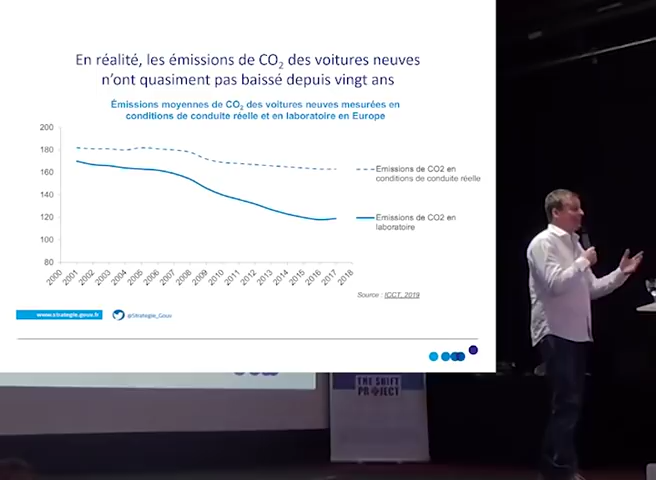 En réalité, les émissions de CO2 des voitures neuves
n'ont quasiment pas baissé depuis vingt ans
Émissions moyennes de CO2 des voitures neuves mesurées en
conditions de conduite réelle et en laboratoire en Europe
200
180
160
140
120
100
80
2000 2001 2002 2003 2004 2005 2006 2007 2008 2009 2010 2011 2012 2013 2014 2015 2016 2017 2018
Emissions de CO2 en
conditions de conduite réelle
Emissions de CO2 en
laboratoire
Source : ICCT, 2019
www.strategie.gouv.fr
@Strategie_Gouv
THE SHIFT
PROJECT